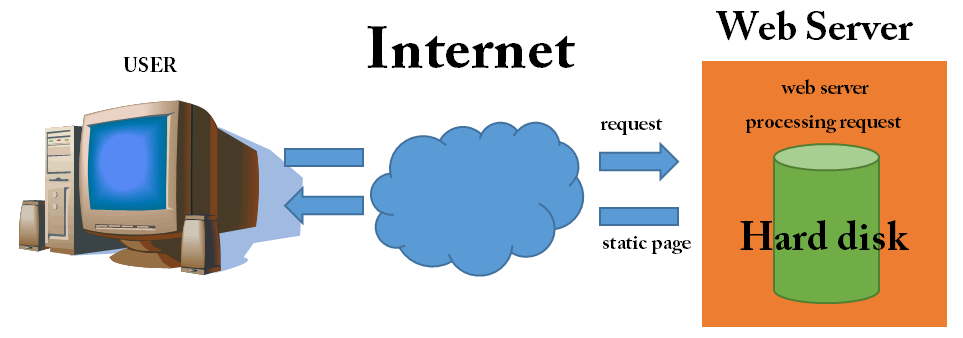 USER
Internet
Web Server
web server
processing request
request
static page
Hard disk